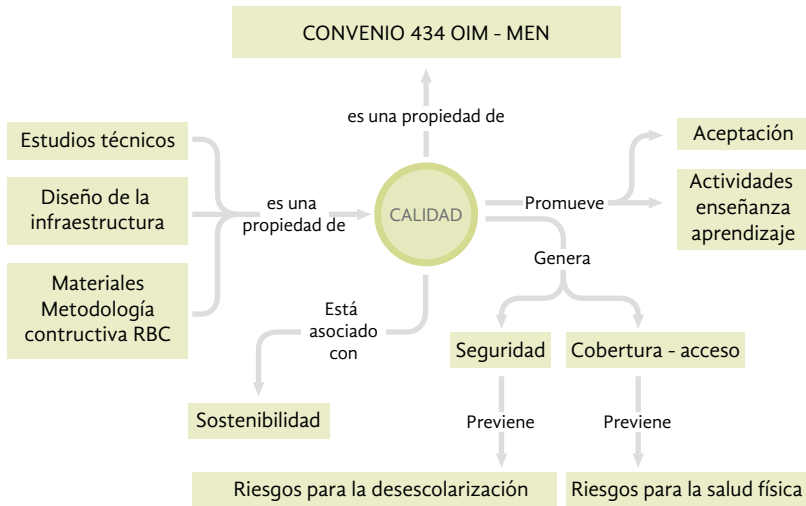 CONVENIO 434 OIM - MEN
es una propiedad de
Estudios técnicos
Diseño de la
infraestructura
Materiales
Metodología
contructiva RBC
es una
propiedad de
CALIDAD
Promueve
Aceptación
Actividades
enseñanza
aprendizaje
Genera
Está
asociado
con
Seguridad
Cobertura - acceso
Sostenibilidad
Previene
Previene
Riesgos para la desescolarización
Riesgos para la salud física